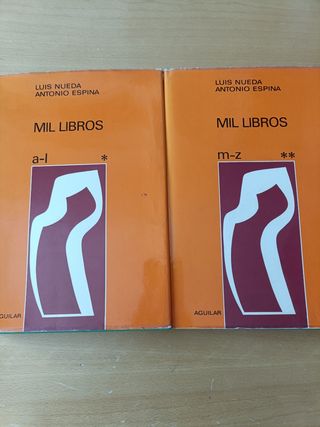 LUIS NUEDA
ANTONIO ESPINA
MIL LIBROS
a-l *
AGUILAR
LUIS NUEDA
ANTONIO ESPINA
MIL LIBROS
m-z **
AGUILAR